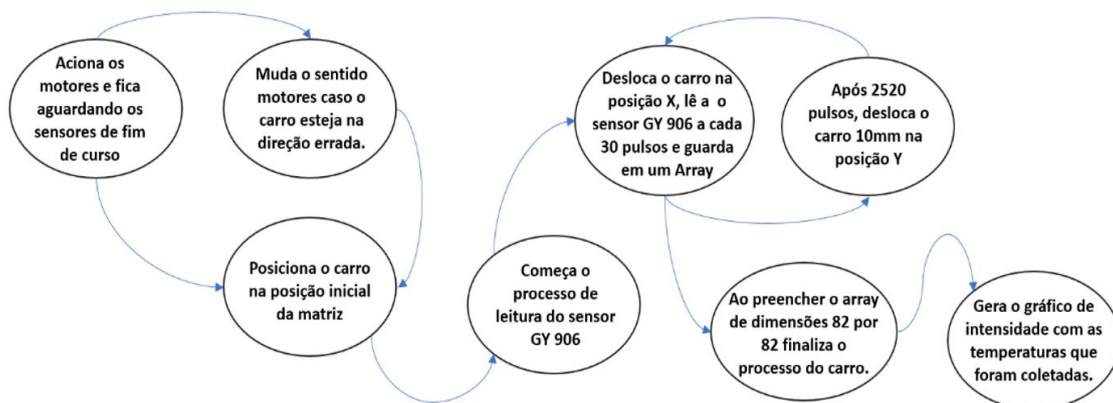 Aciona os
motores e fica
aguardando os
sensores de fim
de curso
Muda o sentido
motores caso o
carro esteja na
direção errada.
Posiciona o carro
na posição inicial
da matriz
Começa o
processo de
leitura do sensor
GY 906
Desloca o carro na
posição X, lê a  o
sensor GY 906 a cada
30 pulsos e guarda
em um Array
Após 2520
pulsos, desloca o
carro 10mm na
posição Y
Ao preencher o array
de dimensões 82 por
82 finaliza o
processo do carro.
Gera o gráfico de
intensidade com as
temperaturas que
foram coletadas.